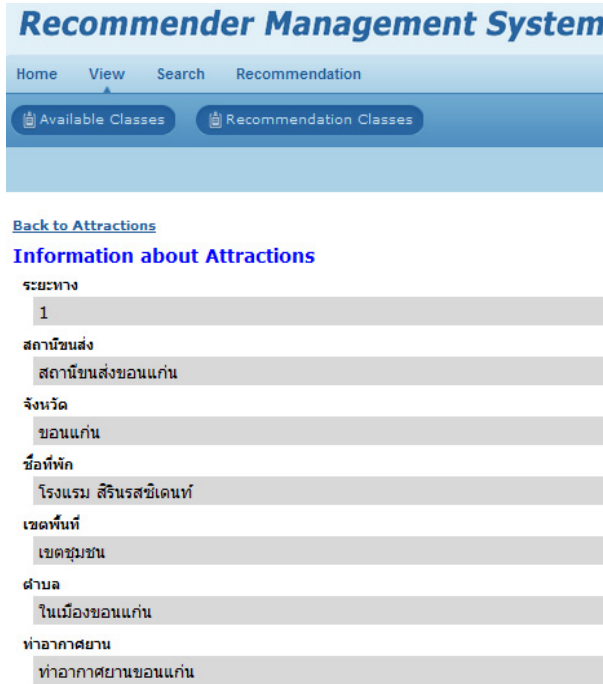 Recommender Management System
Home View Search Recommendation
Available Classes Recommendation Classes
Back to Attractions
Information about Attractions
ระยะทาง
1
สถานีขนส่ง
สถานีขนส่งขอนแก่น
จังหวัด
ขอนแก่น
ชื่อที่พัก
โรงแรม สิรินรสซิเดนท์
เขตพื้นที่
เขตชุมชน
ตำบล
ในเมืองขอนแก่น
ท่าอากาศยาน
ท่าอากาศยานขอนแก่น